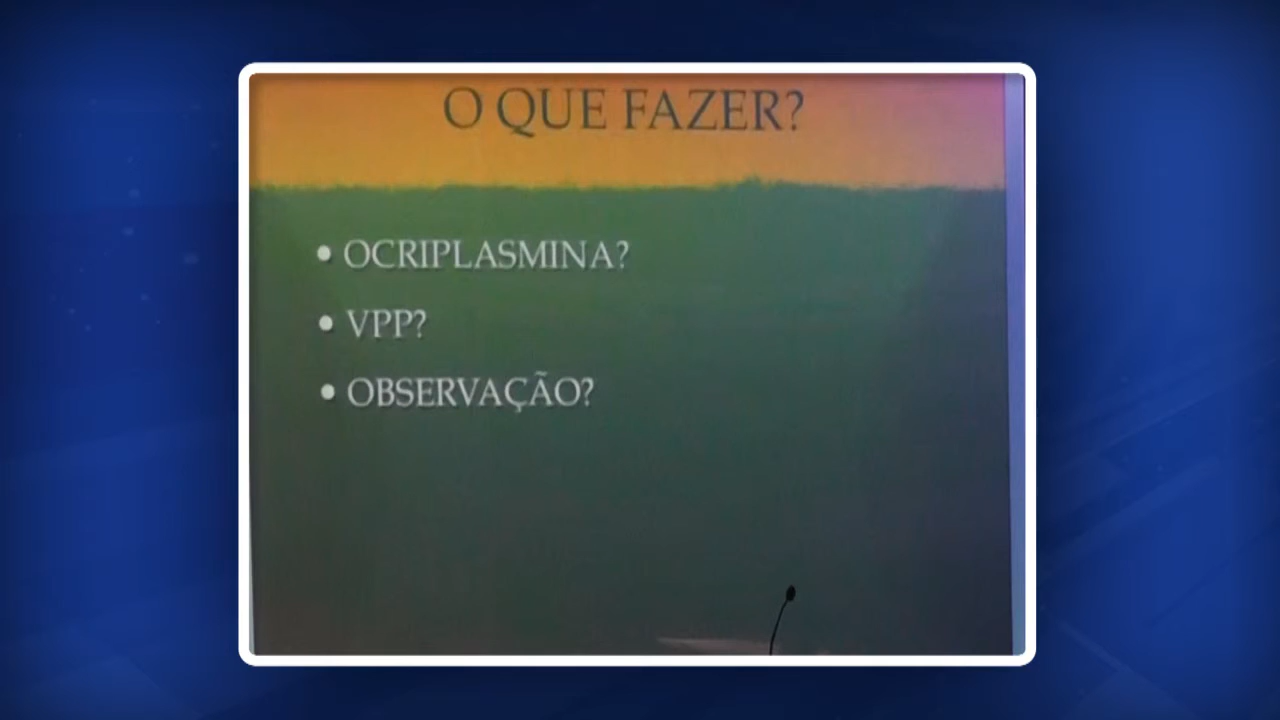 O QUE FAZER?
• OCRIPLASMINA?
• VPP?
• OBSERVAÇÃO?